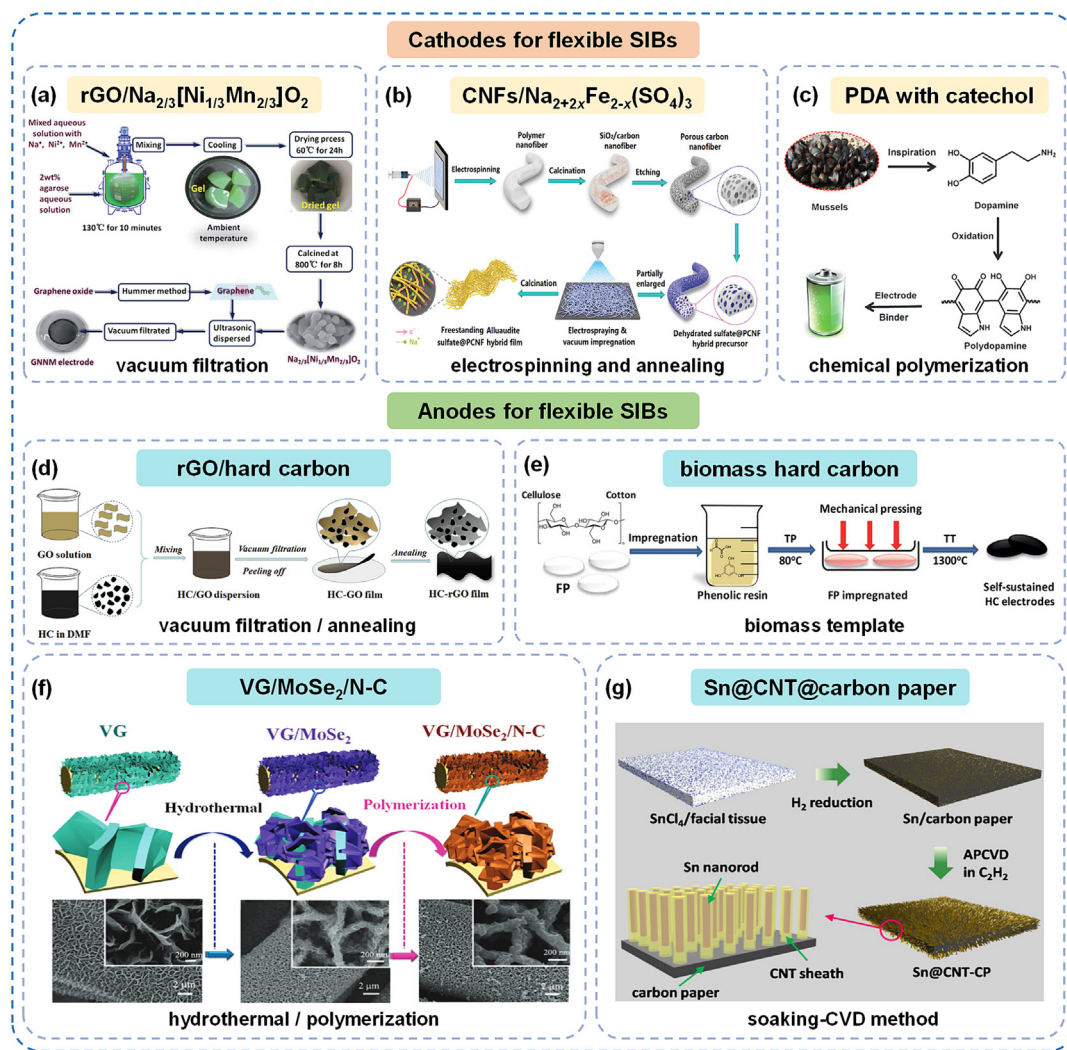 Cathodes for flexible SIBs
(a)
rGO/Na2/3[Ni1/3Mn2/3]O2
Mixed aqueous
solution with
Na⁺, Ni²⁺, Mn²⁺
Mixing
Cooling
Drying prcess
60℃ for 24h
2wt%
agarose
aqueous
solution
Gel
Dried gel
130℃ for 10 minutes
Ambient
temperature
Calcined at
800℃ for 8h
Graphene oxide
Hummer method
Graphene
Vacuum filtrated
Ultrasonic
dispersed
GNNM electrode
Na2/3[Ni1/3Mn2/3]O2
vacuum filtration
(b)
CNFs/Na2+2xFe2-x(SO4)3
Polymer
nanofiber
SiO2/carbon
nanofiber
Porous carbon
nanofiber
Electrospinning
Calcination
Etching
Calcination
Partially
enlarged
e⁻
Na⁺
Freestanding Alluaudite
sulfate@PCNF hybrid film
Electrospraying &
vacuum impregnation
Dehydrated sulfate@PCNF
hybrid precursor
electrospinning and annealing
(c)
PDA with catechol
Inspiration
NH2
HO
HO
Mussels
Dopamine
Oxidation
Electrode
Binder
O
O
HO
OH
NH
NH
Polydopamine
chemical polymerization
Anodes for flexible SIBs
(d)
rGO/hard carbon
GO solution
Mixing
Vacuum filtration
Peeling off
Anealing
HC/GO dispersion
HC-GO film
HC-rGO film
HC in DMF
vacuum filtration / annealing
(e)
biomass hard carbon
Cellulose
Cotton
Mechanical pressing
Impregnation
TP
80°C
TT
1300°C
FP
Phenolic resin
FP impregnated
Self-sustained
HC electrodes
biomass template
(f)
VG/MoSe2/N-C
VG
VG/MoSe2
VG/MoSe2/N-C
Hydrothermal
Polymerization
200 nm
2 μm
200 nm
2 μm
200 nm
2 μm
hydrothermal / polymerization
(g)
Sn@CNT@carbon paper
SnCl4/facial tissue
H2 reduction
Sn/carbon paper
APCVD
in C2H2
Sn nanorod
CNT sheath
carbon paper
Sn@CNT-CP
soaking-CVD method